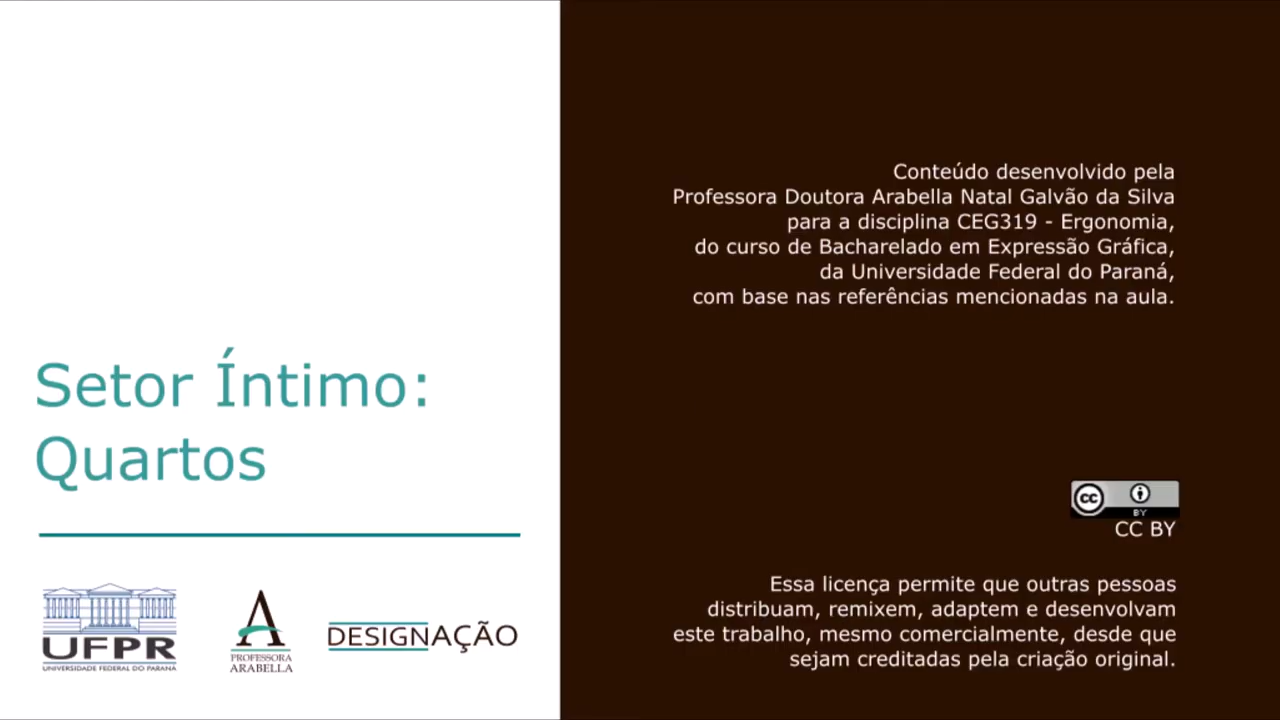 Setor Íntimo:
Quartos
UFPR
UNIVERSIDADE FEDERAL DO PARANÁ
A
PROFESSORA
ARABELLA
DESIGNAÇÃO
Conteúdo desenvolvido pela
Professora Doutora Arabella Natal Galvão da Silva
para a disciplina CEG319 - Ergonomia,
do curso de Bacharelado em Expressão Gráfica,
da Universidade Federal do Paraná,
com base nas referências mencionadas na aula.
cc
BY
CC BY
Essa licença permite que outras pessoas
distribuam, remixem, adaptem e desenvolvam
este trabalho, mesmo comercialmente, desde que
sejam creditadas pela criação original.